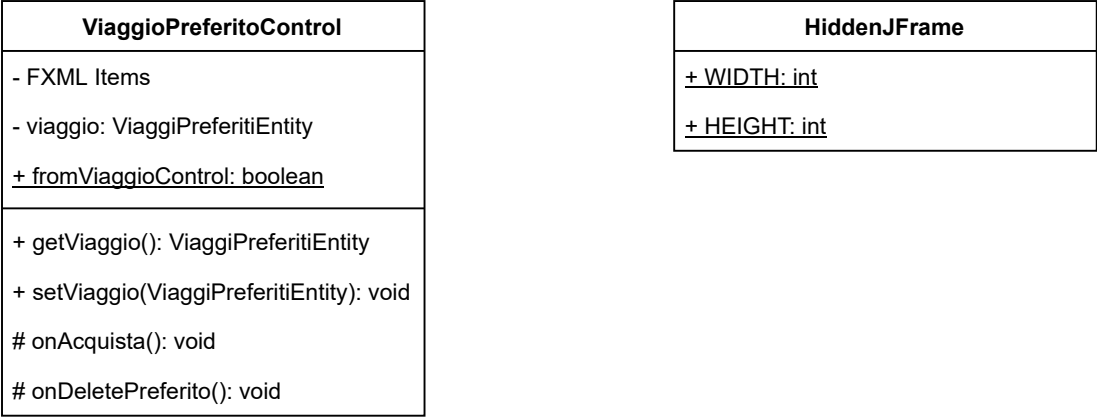 ViaggioPreferitoControl
- FXML Items
- viaggio: ViaggiPreferitiEntity
+ fromViaggioControl: boolean
+ getViaggio(): ViaggiPreferitiEntity
+ setViaggio(ViaggiPreferitiEntity): void
# onAcquista(): void
# onDeletePreferito(): void
HiddenJFrame
+ WIDTH: int
+ HEIGHT: int